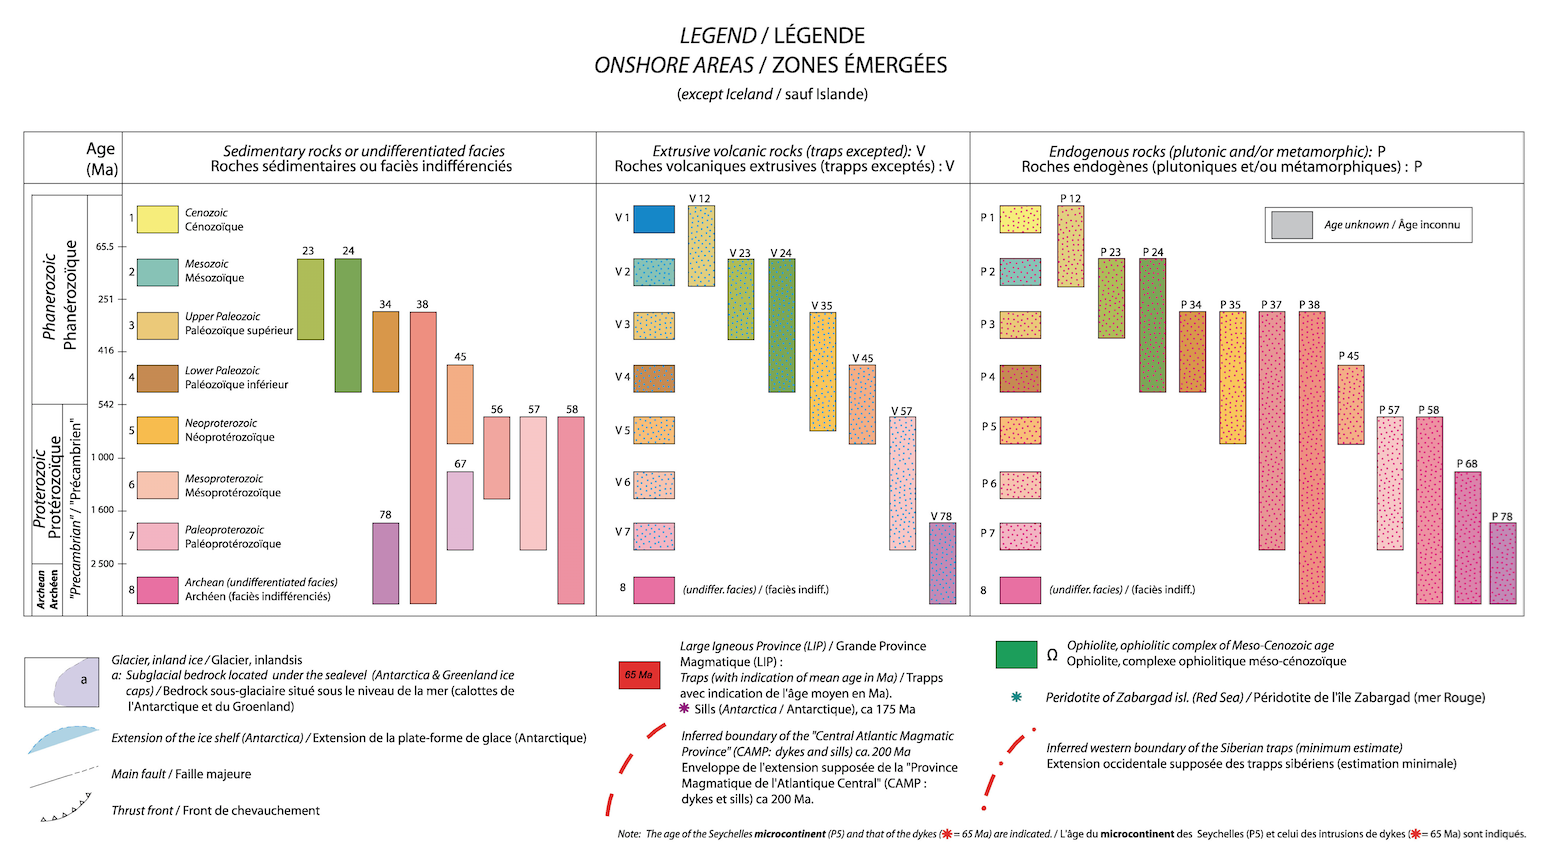 LEGEND / LÉGENDE
ONSHORE AREAS / ZONES ÉMERGÉES
(except Iceland / sauf Islande)
Age
(Ma)
Sedimentary rocks or undifferentiated facies
Roches sédimentaires ou faciès indifférenciés
Extrusive volcanic rocks (traps excepted): V
Roches volcaniques extrusives (trapps exceptés) : V
Endogenous rocks (plutonic and/or metamorphic): P
Roches endogènes (plutoniques et/ou métamorphiques) : P
Phanerozoic
Phanérozoïque
Proterozoic
Protérozoïque
"Precambrian" / "Précambrien"
Archean
Archéen
65.5
251
416
542
1 000
1 600
2 500
1
Cenozoic
Cénozoïque
2
Mesozoic
Mésozoïque
3
Upper Paleozoic
Paléozoïque supérieur
4
Lower Paleozoic
Paléozoïque inférieur
5
Neoproterozoic
Néoprotérozoïque
6
Mesoproterozoic
Mésoprotérozoïque
7
Paleoproterozoic
Paléoprotérozoïque
8
Archean (undifferentiated facies)
Archéen (faciès indifférenciés)
23
24
34
38
45
56
57
58
67
78
V 1
V 2
V 3
V 4
V 5
V 6
V 7
8
(undiffer. facies) / (faciès indiff.)
V 12
V 23
V 24
V 35
V 45
V 57
V 78
P 1
P 2
P 3
P 4
P 5
P 6
P 7
8
(undiffer. facies) / (faciès indiff.)
P 12
P 23
P 24
P 34
P 35
P 37
P 38
P 45
P 57
P 58
P 68
P 78
Age unknown / Âge inconnu
a
Glacier, inland ice / Glacier, inlandsis
a: Subglacial bedrock located under the sealevel (Antarctica & Greenland ice
caps) / Bedrock sous-glaciaire situé sous le niveau de la mer (calottes de
l'Antarctique et du Groenland)
Extension of the ice shelf (Antarctica) / Extension de la plate-forme de glace (Antarctique)
Main fault / Faille majeure
Thrust front / Front de chevauchement
65 Ma
Large Igneous Province (LIP) / Grande Province
Magmatique (LIP) :
Traps (with indication of mean age in Ma) / Trapps
avec indication de l'âge moyen en Ma).
Sills (Antarctica / Antarctique), ca 175 Ma
Inferred boundary of the "Central Atlantic Magmatic
Province" (CAMP: dykes and sills) ca. 200 Ma
Enveloppe de l'extension supposée de la "Province
Magmatique de l'Atlantique Central" (CAMP :
dykes et sills) ca 200 Ma.
Ω
Ophiolite, ophiolitic complex of Meso-Cenozoic age
Ophiolite, complexe ophiolitique méso-cénozoïque
Peridotite of Zabargad isl. (Red Sea) / Péridotite de l'île Zabargad (mer Rouge)
Inferred western boundary of the Siberian traps (minimum estimate)
Extension occidentale supposée des trapps sibériens (estimation minimale)
Note: The age of the Seychelles microcontinent (P5) and that of the dykes (✳= 65 Ma) are indicated. / L'âge du microcontinent des Seychelles (P5) et celui des intrusions de dykes (✳= 65 Ma) sont indiqués.